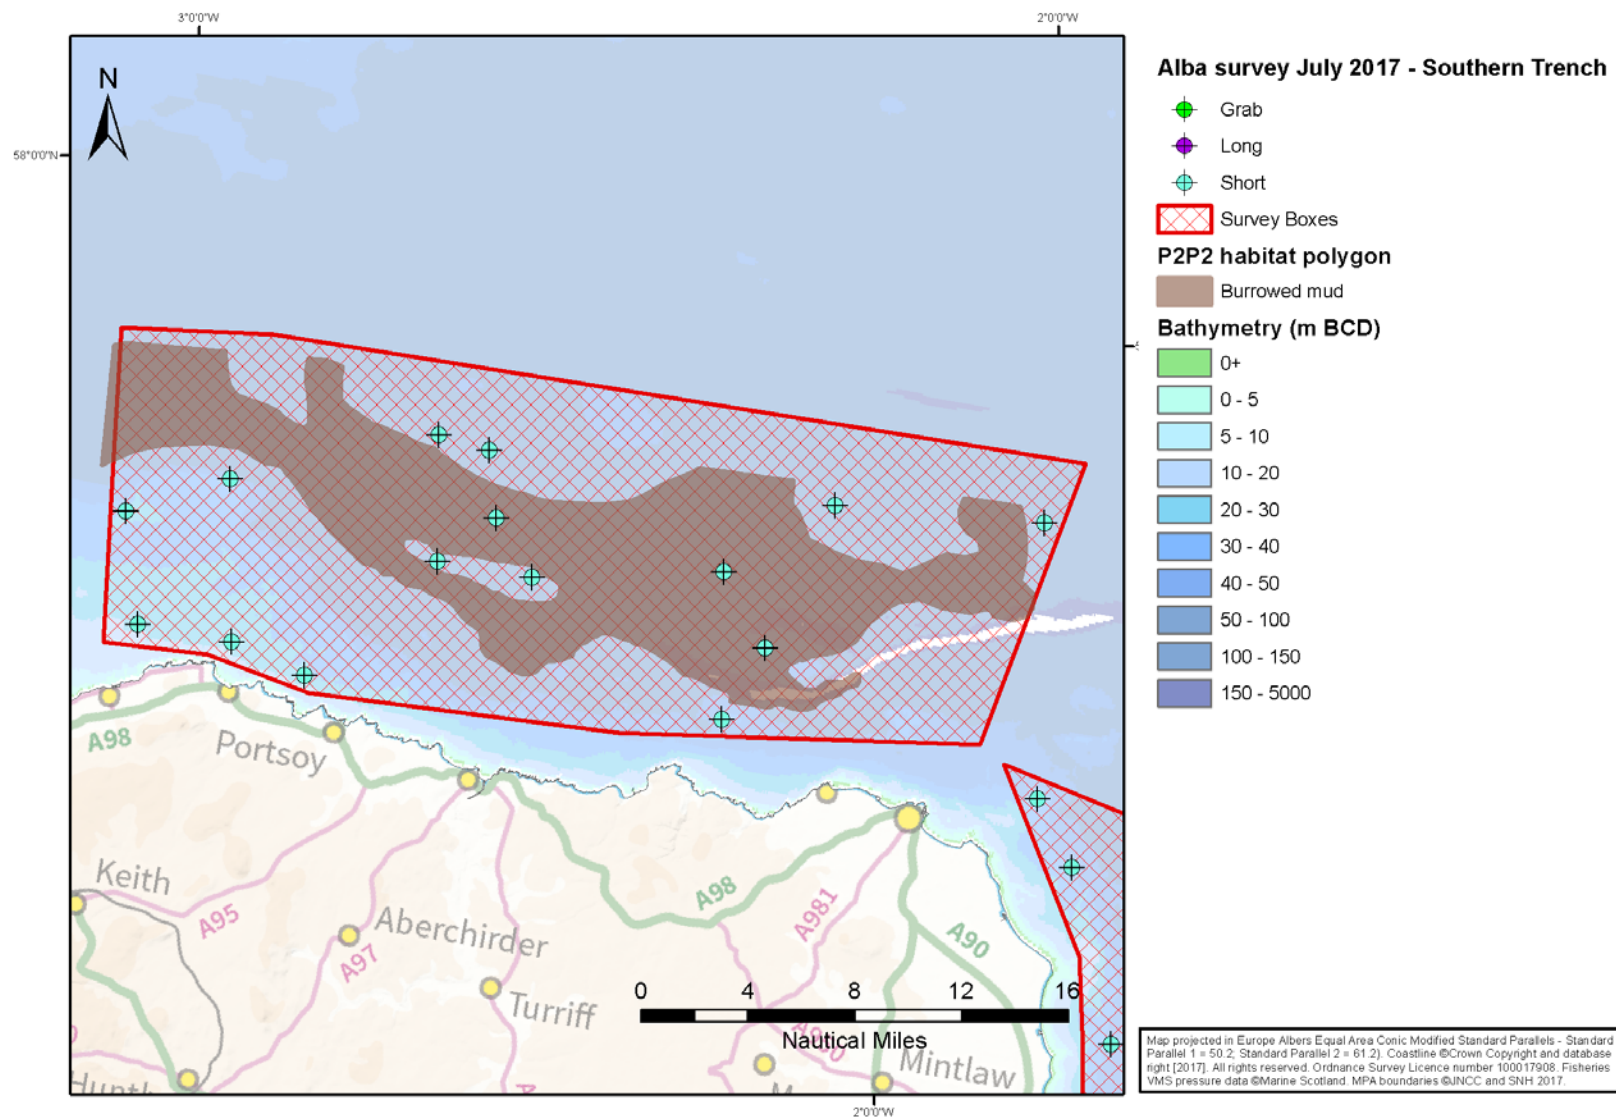 3°0'0"W
2°0'0"W
N
58°0'0"N
Portsoy
A98
Keith
A95
A97
Aberchirder
Turriff
A98
A981
A90
Mintlaw
0 4 8 12 16
Nautical Miles
2°0'0"W
Alba survey July 2017 - Southern Trench
Grab
Long
Short
Survey Boxes
P2P2 habitat polygon
Burrowed mud
Bathymetry (m BCD)
0+
0 - 5
5 - 10
10 - 20
20 - 30
30 - 40
40 - 50
50 - 100
100 - 150
150 - 5000
Map projected in Europe Albers Equal Area Conic Modified Standard Parallels - Standard
Parallel 1 = 50.2; Standard Parallel 2 = 61.2). Coastline ©Crown Copyright and database
right [2017]. All rights reserved. Ordnance Survey Licence number 100017908. Fisheries
VMS pressure data ©Marine Scotland. MPA boundaries ©JNCC and SNH 2017.